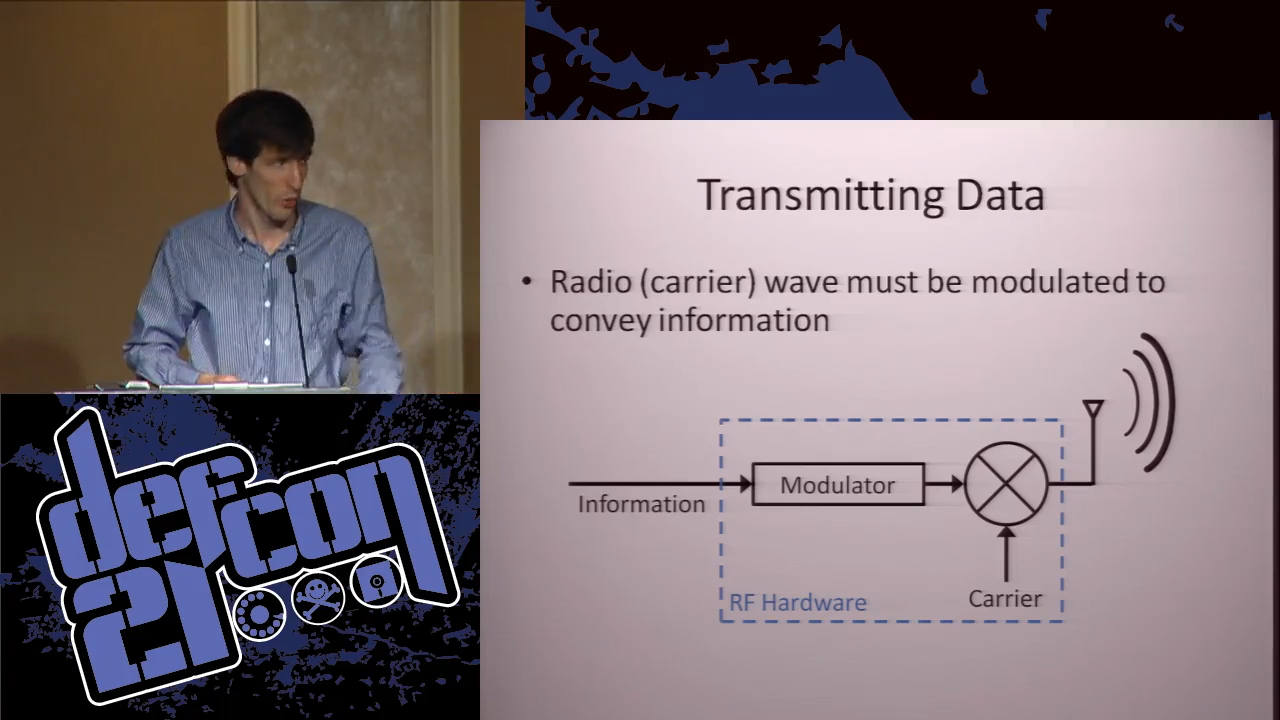 Transmitting Data
• Radio (carrier) wave must be modulated to
convey information
Information
Modulator
Carrier
RF Hardware
defcon
21